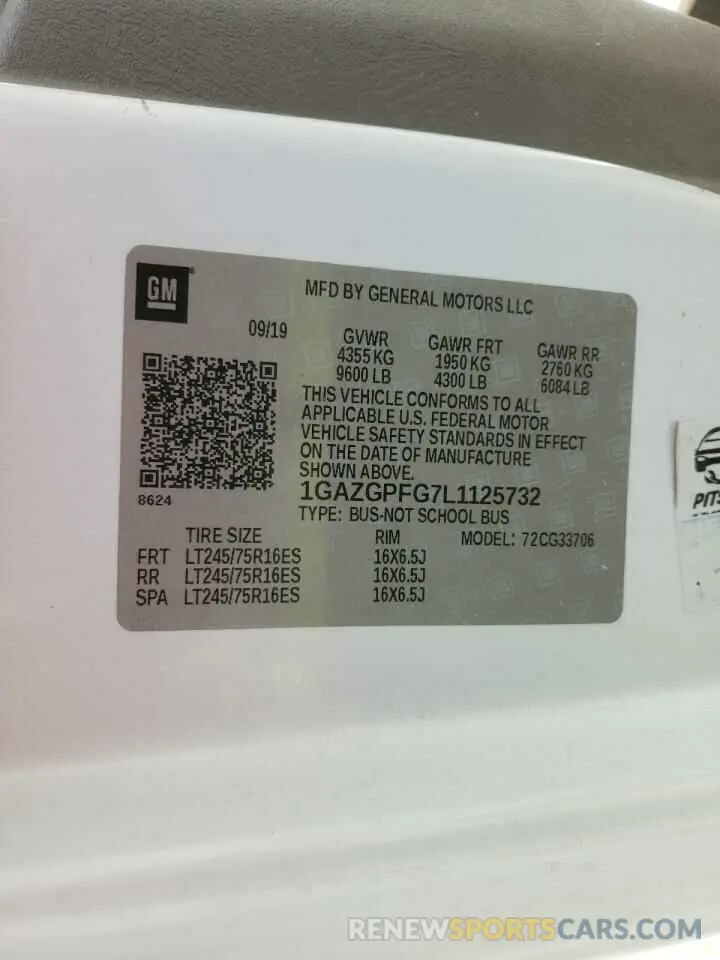 GM
MFD BY GENERAL MOTORS LLC
09/19
GVWR GAWR FRT GAWR RR
4355 KG 1950 KG 2760 KG
9600 LB 4300 LB 6084 LB
THIS VEHICLE CONFORMS TO ALL
APPLICABLE U.S. FEDERAL MOTOR
VEHICLE SAFETY STANDARDS IN EFFECT
ON THE DATE OF MANUFACTURE
SHOWN ABOVE.
8624
1GAZGPFG7L1125732
TYPE: BUS-NOT SCHOOL BUS
TIRE SIZE RIM MODEL: 72CG33706
FRT LT245/75R16ES 16X6.5J
RR LT245/75R16ES 16X6.5J
SPA LT245/75R16ES 16X6.5J
RENEWSPORTSCARS.COM